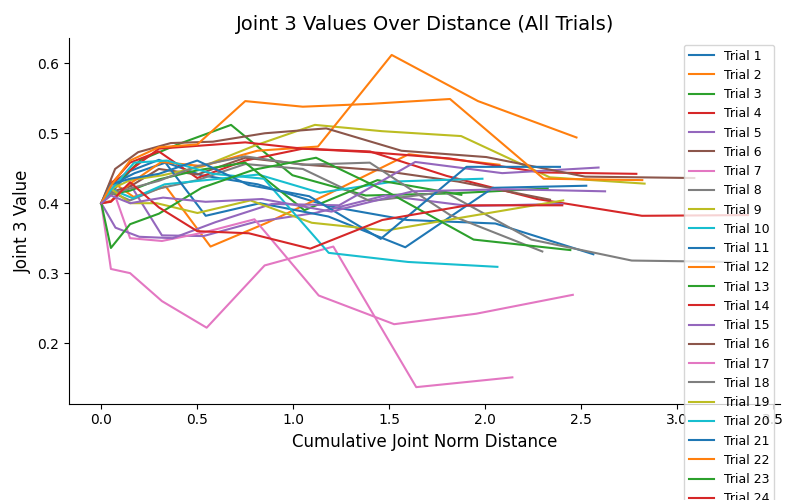 Joint 3 Values Over Distance (All Trials)
Joint 3 Value
0.6
0.5
0.4
0.3
0.2
0.0
0.5
1.0
1.5
2.0
2.5
3.0
3.5
Cumulative Joint Norm Distance
Trial 1
Trial 2
Trial 3
Trial 4
Trial 5
Trial 6
Trial 7
Trial 8
Trial 9
Trial 10
Trial 11
Trial 12
Trial 13
Trial 14
Trial 15
Trial 16
Trial 17
Trial 18
Trial 19
Trial 20
Trial 21
Trial 22
Trial 23
Trial 24